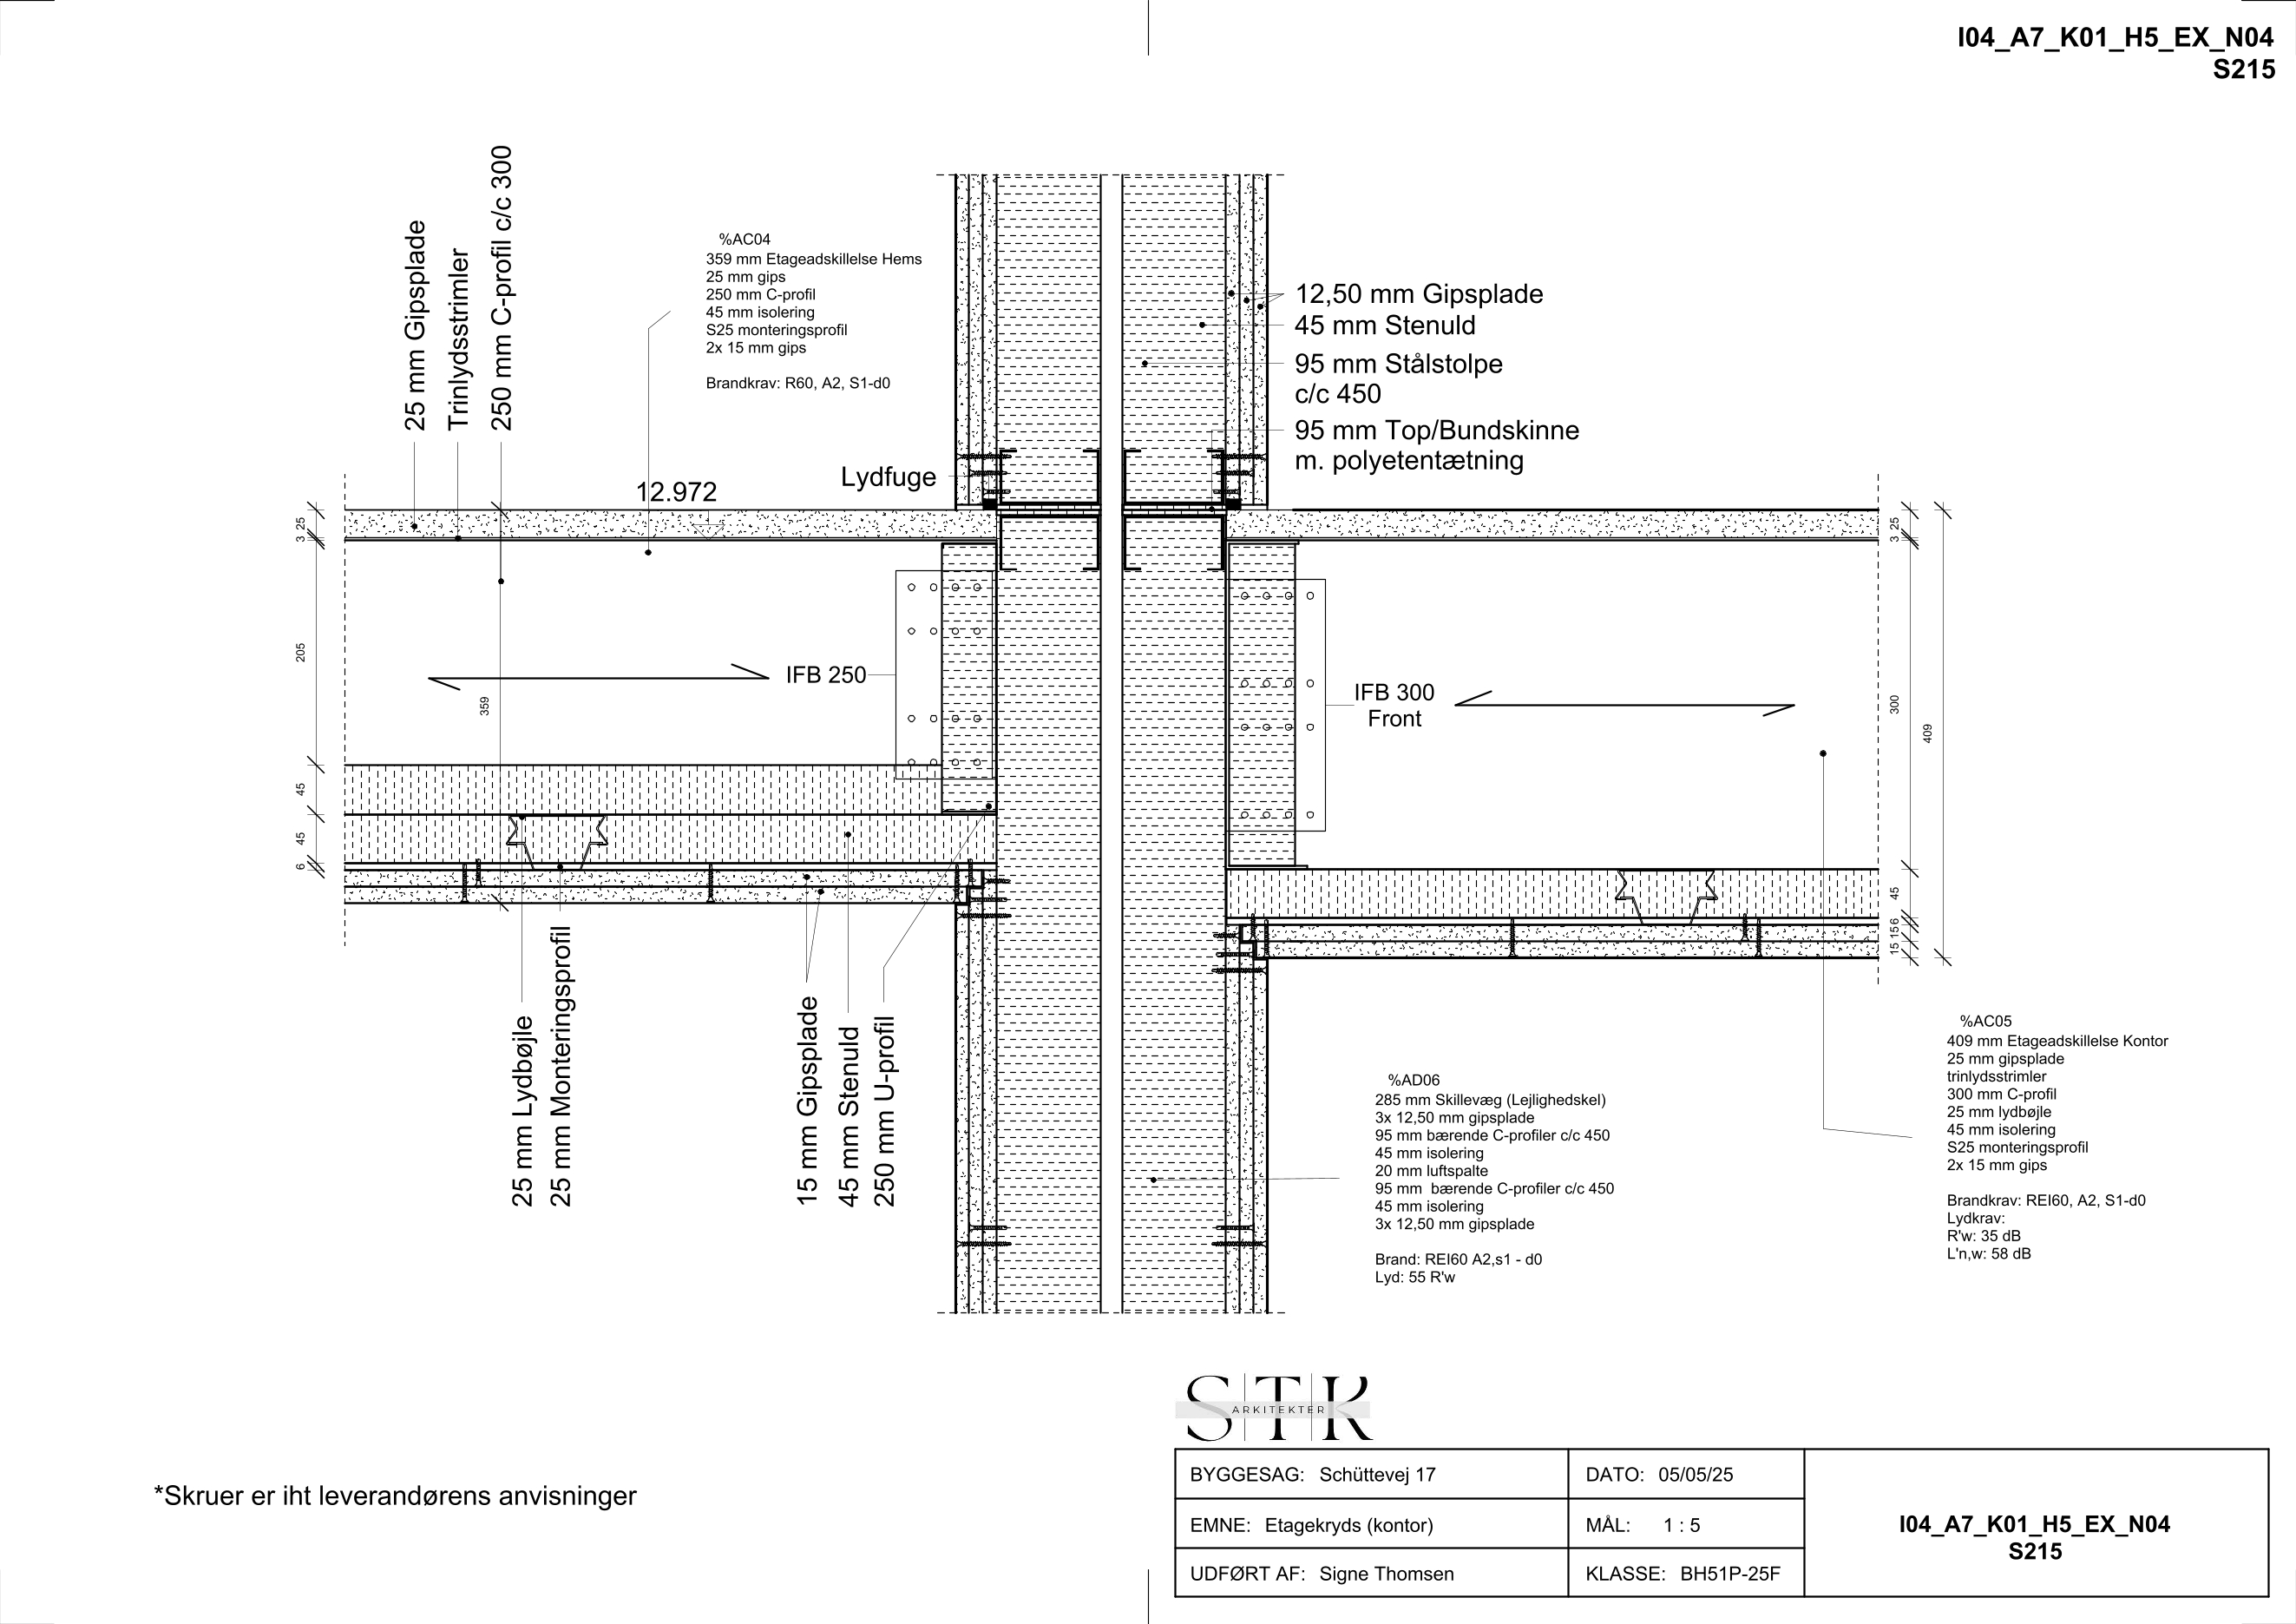 I04_A7_K01_H5_EX_N04
S215
25 mm Gipsplade
Trinlydsstrimler
250 mm C-profil c/c 300
%AC04
359 mm Etageadskillelse Hems
25 mm gips
250 mm C-profil
45 mm isolering
S25 monteringsprofil
2x 15 mm gips
Brandkrav: R60, A2, S1-d0
12,50 mm Gipsplade
45 mm Stenuld
95 mm Stålstolpe
c/c 450
95 mm Top/Bundskinne
m. polyetentætning
Lydfuge
12.972
25
3
205
45
45
6
359
IFB 250
IFB 300
Front
25
3
300
45
6
15
15
409
25 mm Lydbøjle
25 mm Monteringsprofil
15 mm Gipsplade
45 mm Stenuld
250 mm U-profil
%AC05
409 mm Etageadskillelse Kontor
25 mm gipsplade
trinlydsstrimler
300 mm C-profil
25 mm lydbøjle
45 mm isolering
S25 monteringsprofil
2x 15 mm gips
Brandkrav: REI60, A2, S1-d0
Lydkrav:
R'w: 35 dB
L'n,w: 58 dB
%AD06
285 mm Skillevæg (Lejlighedskel)
3x 12,50 mm gipsplade
95 mm bærende C-profiler c/c 450
45 mm isolering
20 mm luftspalte
95 mm  bærende C-profiler c/c 450
45 mm isolering
3x 12,50 mm gipsplade
Brand: REI60 A2,s1 - d0
Lyd: 55 R'w
*Skruer er iht leverandørens anvisninger
STK
ARKITEKTER
BYGGESAG: Schüttevej 17
DATO: 05/05/25
EMNE: Etagekryds (kontor)
MÅL: 1 : 5
UDFØRT AF: Signe Thomsen
KLASSE: BH51P-25F
I04_A7_K01_H5_EX_N04
S215